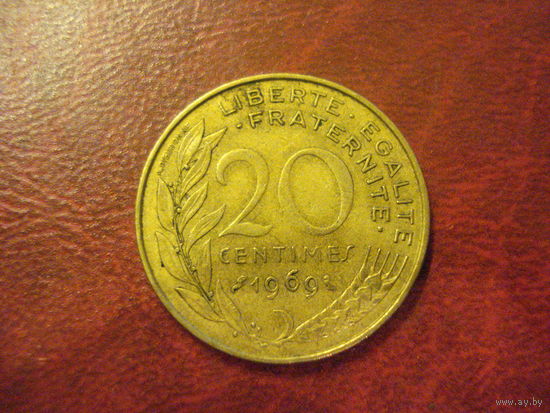 LIBERTE · EGALITE
· FRATERNITE ·
20
CENTIMES
1969
www.ay.by